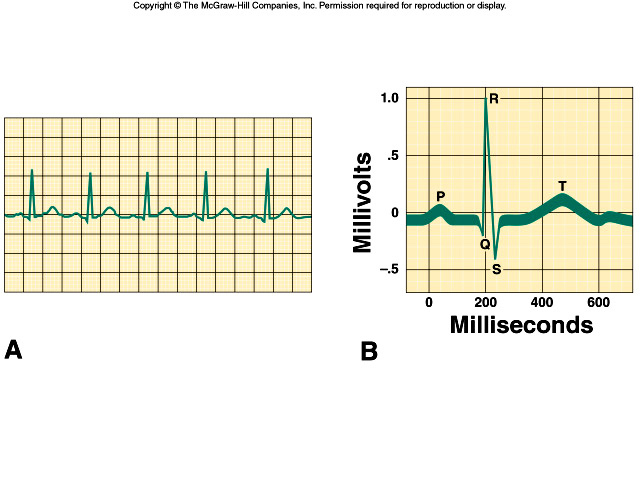 Copyright © The McGraw-Hill Companies, Inc. Permission required for reproduction or display.
A
B
Millivolts
1.0
.5
0
–.5
R
P
T
Q
S
0 200 400 600
Milliseconds